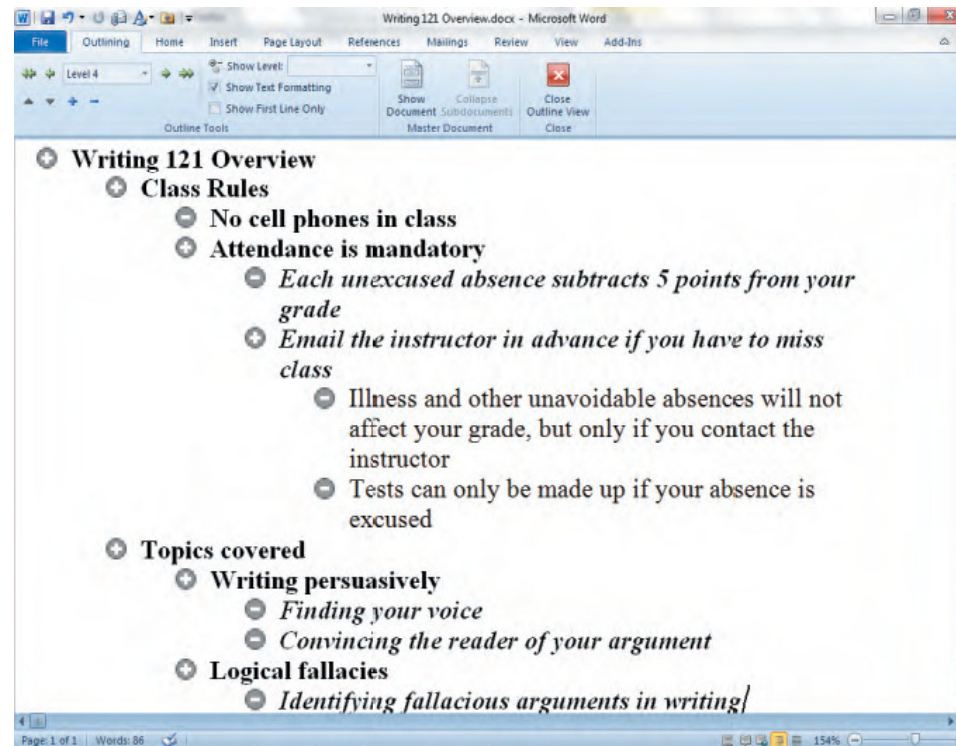 Writing 121 Overview.docx - Microsoft Word
File Outlining Home Insert Page Layout References Mailings Review View Add-Ins
Level 4
Show Level:
Show Text Formatting
Show First Line Only
Outline Tools
Show Document
Collapse Subdocuments
Master Document
Close Outline View
Close
Writing 121 Overview
Class Rules
No cell phones in class
Attendance is mandatory
Each unexcused absence subtracts 5 points from your
grade
Email the instructor in advance if you have to miss
class
Illness and other unavoidable absences will not
affect your grade, but only if you contact the
instructor
Tests can only be made up if your absence is
excused
Topics covered
Writing persuasively
Finding your voice
Convincing the reader of your argument
Logical fallacies
Identifying fallacious arguments in writing
Page: 1 of 1 Words: 86 154%